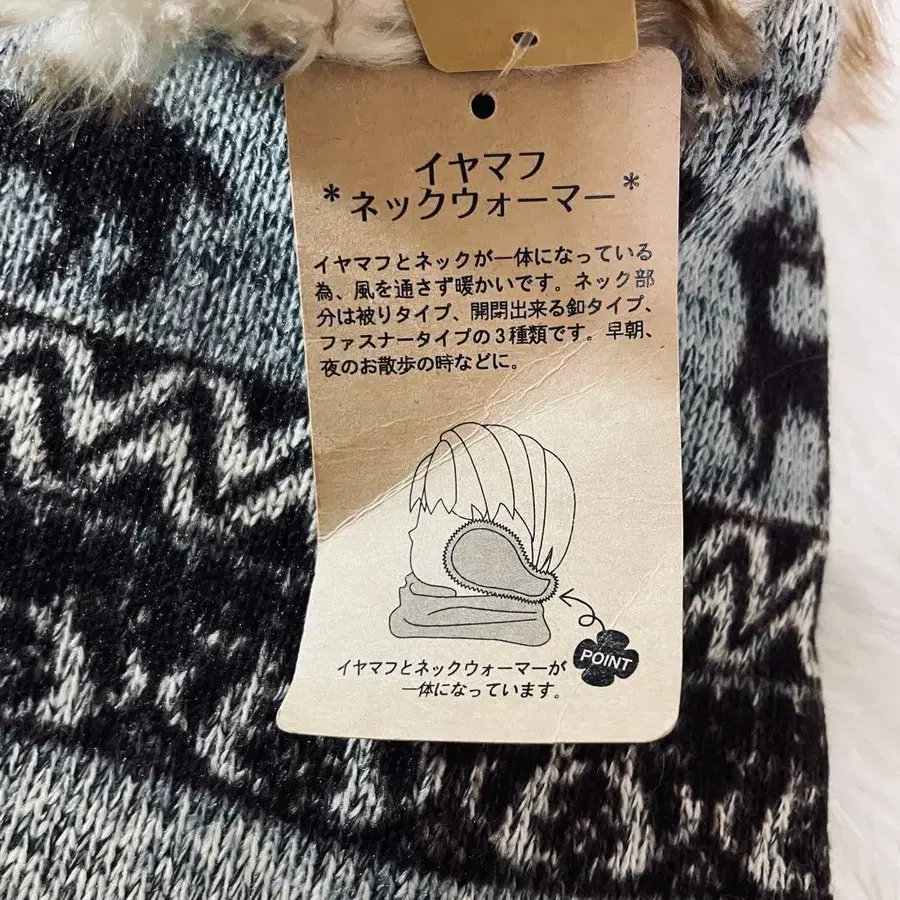 イヤマフ
*ネックウォーマー*
イヤマフとネックが一体になっている
為、風を通さず暖かいです。ネック部
分は被りタイプ、開閉出来る釦タイプ、
ファスナータイプの3種類です。早朝、
夜のお散歩の時などに。
POINT
イヤマフとネックウォーマーが
一体になっています。